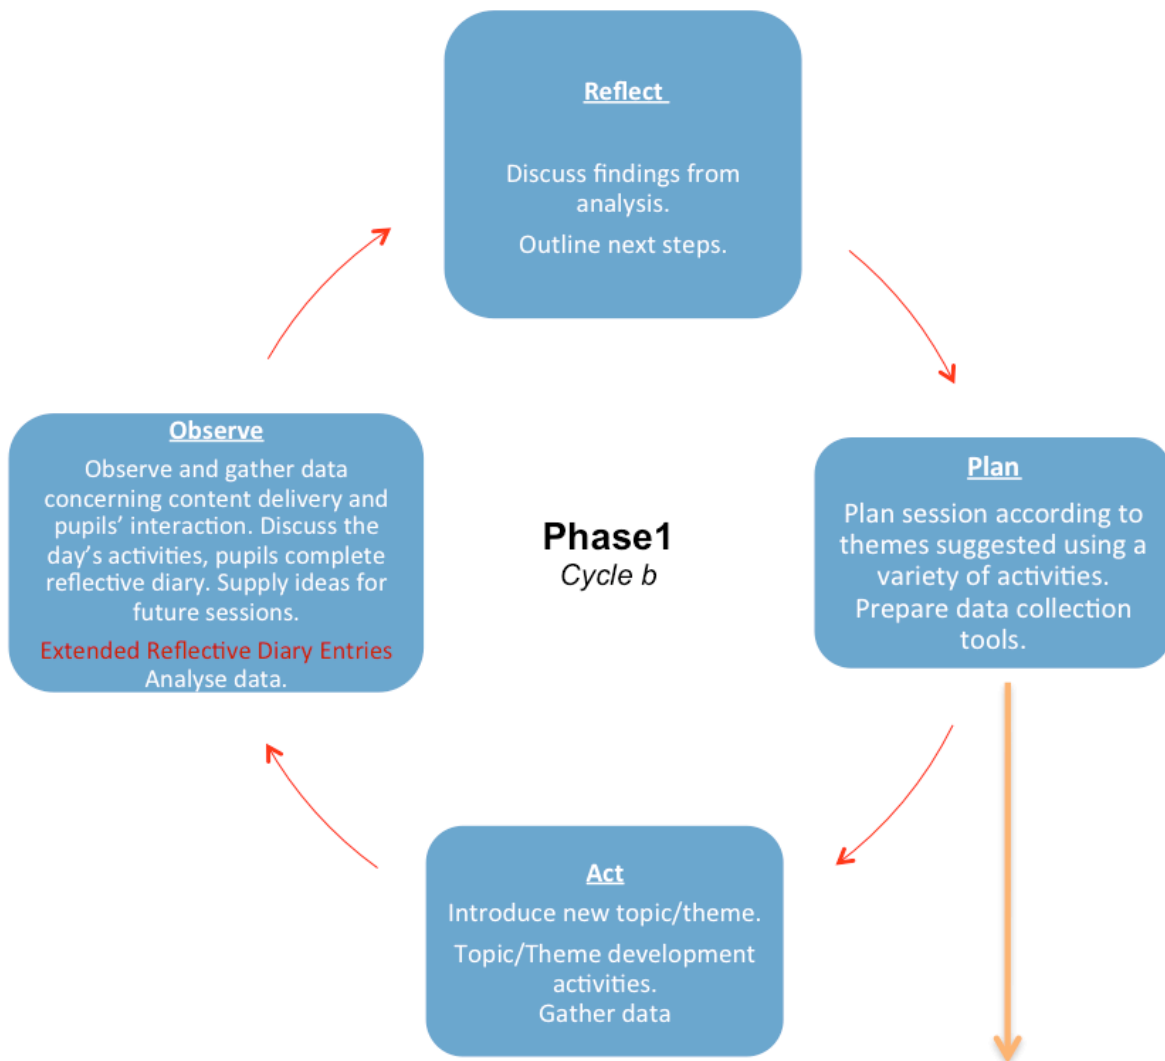 Reflect
Discuss findings from
analysis.
Outline next steps.
Observe
Observe and gather data
concerning content delivery and
pupils’ interaction. Discuss the
day’s activities, pupils complete
reflective diary. Supply ideas for
future sessions.
Extended Reflective Diary Entries
Analyse data.
Phase1
Cycle b
Plan
Plan session according to
themes suggested using a
variety of activities.
Prepare data collection
tools.
Act
Introduce new topic/theme.
Topic/Theme development
activities.
Gather data